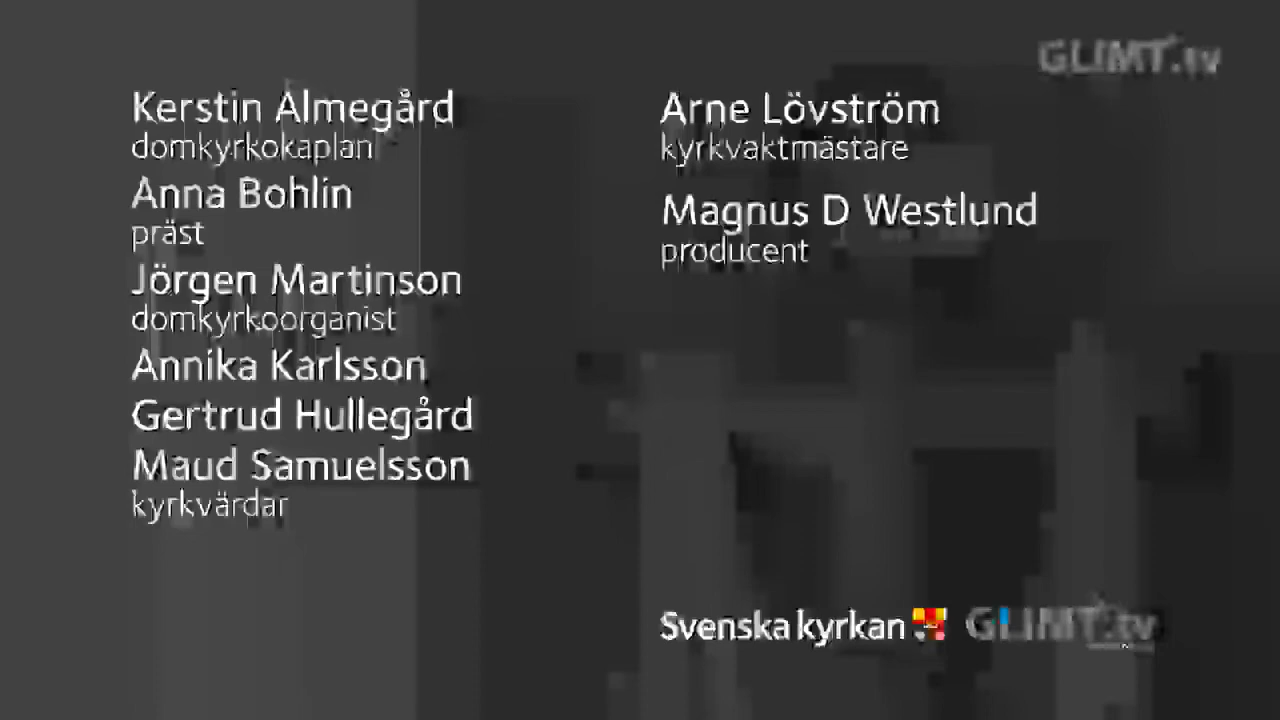 GLIMT.tv
Kerstin Almegård
domkyrkokaplan
Anna Bohlin
präst
Jörgen Martinson
domkyrkoorganist
Annika Karlsson
Gertrud Hullegård
Maud Samuelsson
kyrkvärdar
Arne Lövström
kyrkvaktmästare
Magnus D Westlund
producent
Svenska kyrkan
GLIMT.tv